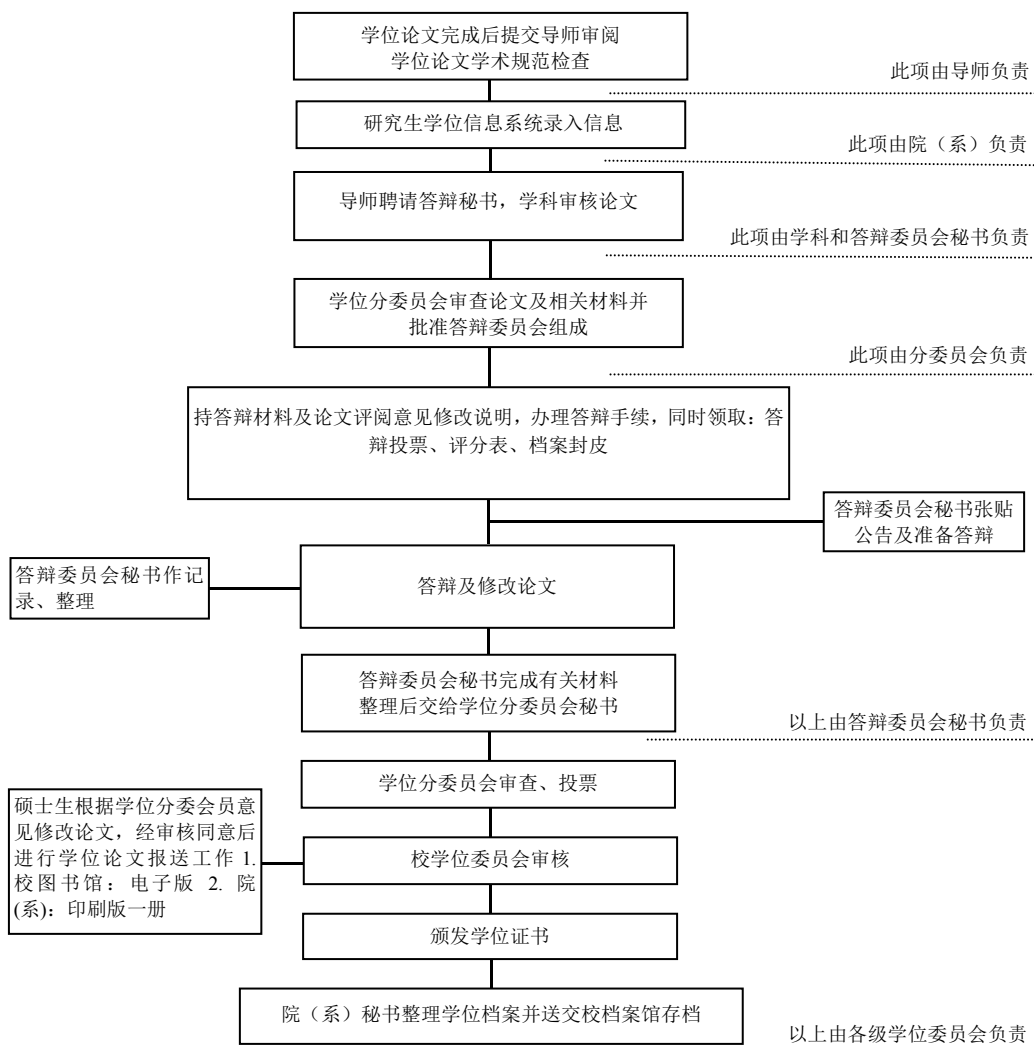 学位论文完成后提交导师审阅
学位论文学术规范检查
此项由导师负责
研究生学位信息系统录入信息
此项由院（系）负责
导师聘请答辩秘书，学科审核论文
此项由学科和答辩委员会秘书负责
学位分委员会审查论文及相关材料并
批准答辩委员会组成
此项由分委员会负责
持答辩材料及论文评阅意见修改说明，办理答辩手续，同时领取：答
辩投票、评分表、档案封皮
答辩委员会秘书张贴
公告及准备答辩
答辩委员会秘书作记
录、整理
答辩及修改论文
答辩委员会秘书完成有关材料
整理后交给学位分委员会秘书
以上由答辩委员会秘书负责
学位分委员会审查、投票
硕士生根据学位分委会员意
见修改论文，经审核同意后
进行学位论文报送工作 1.
校图书馆：电子版 2. 院
(系)：印刷版一册
校学位委员会审核
颁发学位证书
院（系）秘书整理学位档案并送交校档案馆存档
以上由各级学位委员会负责